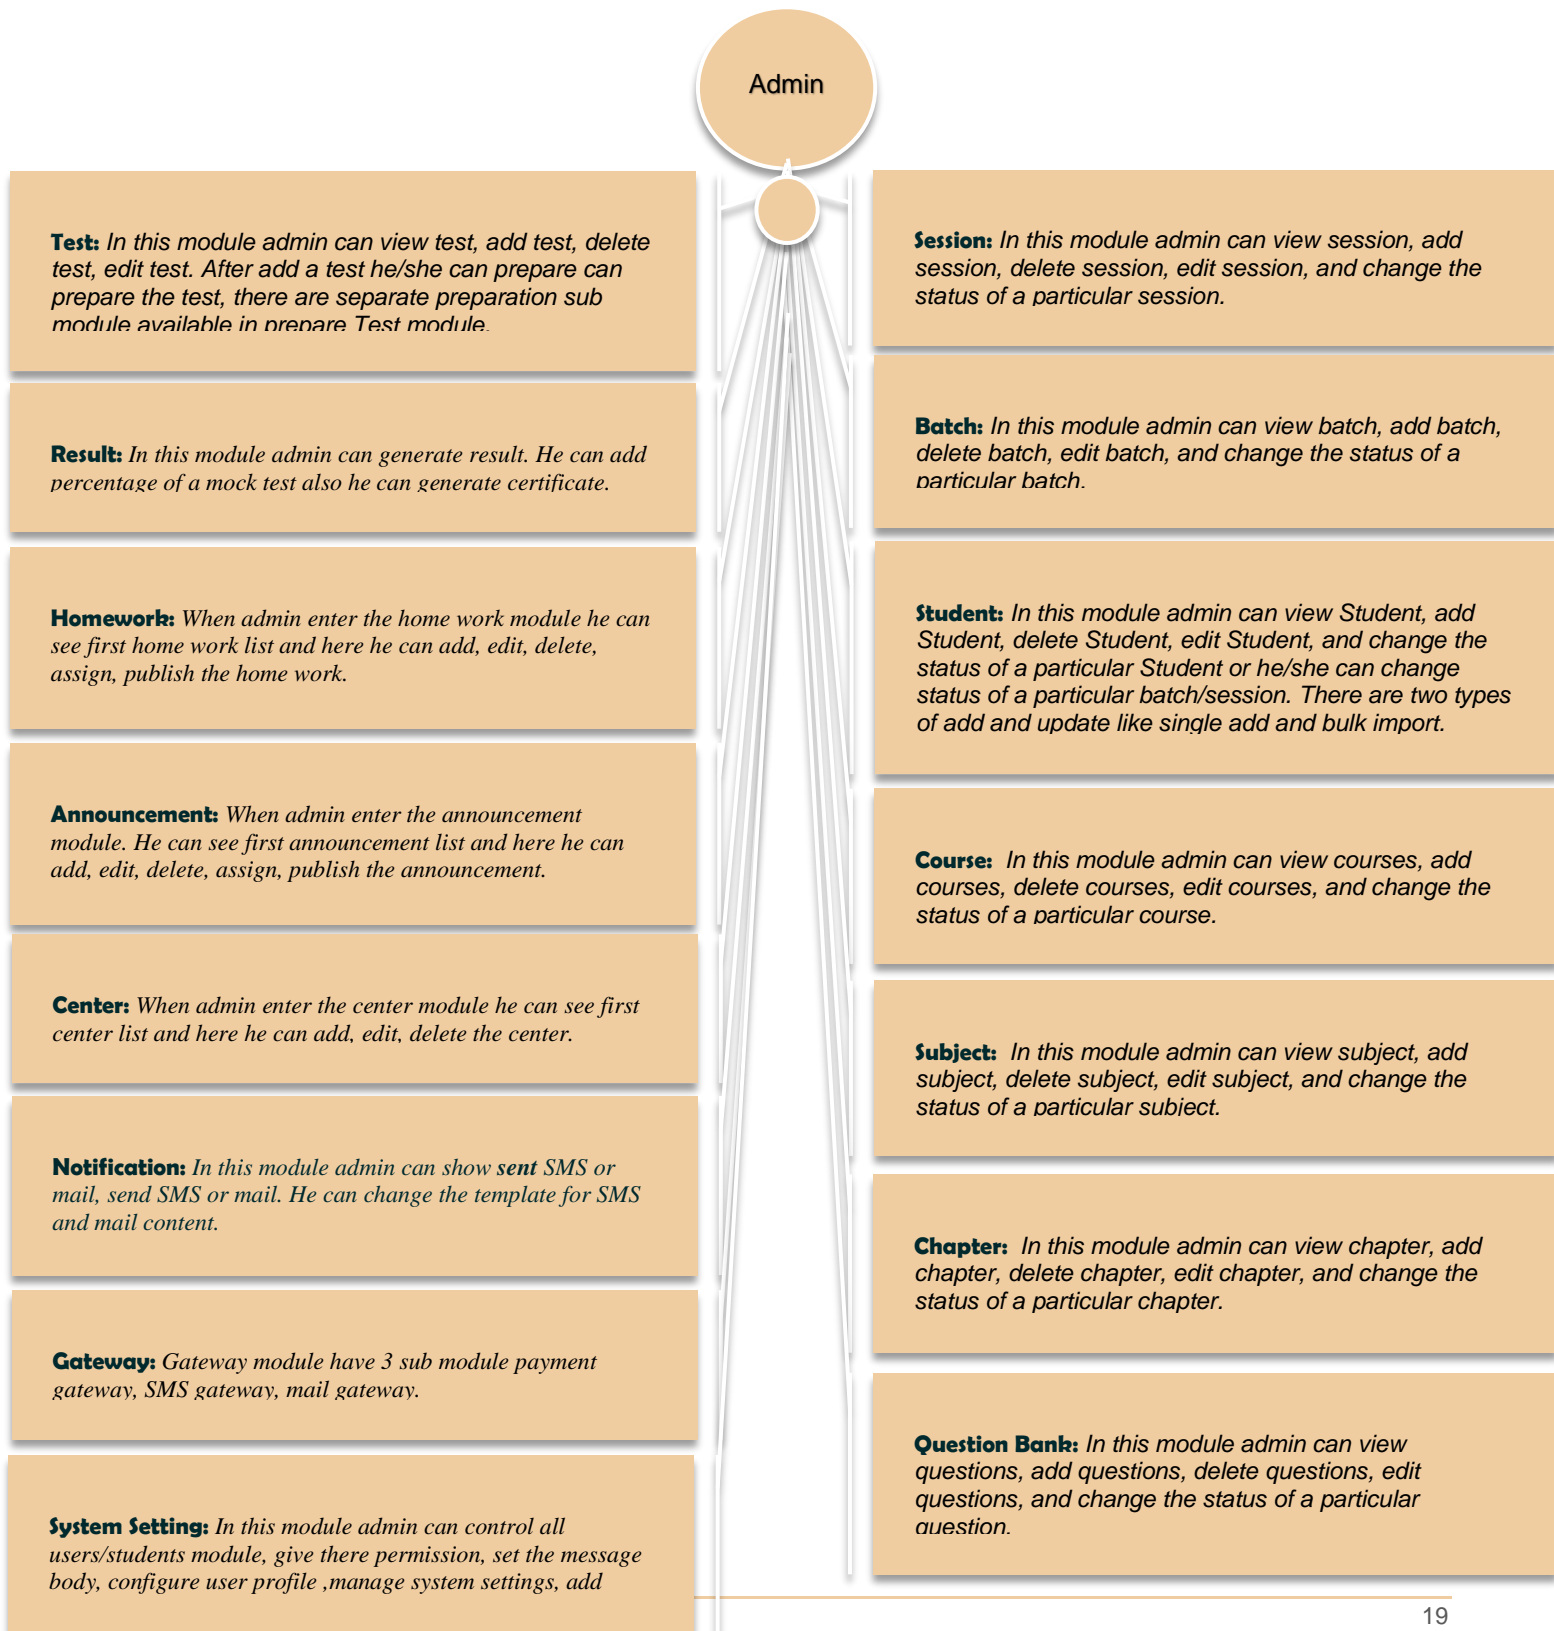 Admin
Test: In this module admin can view test, add test, delete
test, edit test. After add a test he/she can prepare can
prepare the test, there are separate preparation sub
module available in prepare Test module.
Result: In this module admin can generate result. He can add
percentage of a mock test also he can generate certificate.
Homework: When admin enter the home work module he can
see first home work list and here he can add, edit, delete,
assign, publish the home work.
Announcement: When admin enter the announcement
module. He can see first announcement list and here he can
add, edit, delete, assign, publish the announcement.
Center: When admin enter the center module he can see first
center list and here he can add, edit, delete the center.
Notification: In this module admin can show sent SMS or
mail, send SMS or mail. He can change the template for SMS
and mail content.
Gateway: Gateway module have 3 sub module payment
gateway, SMS gateway, mail gateway.
System Setting: In this module admin can control all
users/students module, give there permission, set the message
body, configure user profile ,manage system settings, add
Session: In this module admin can view session, add
session, delete session, edit session, and change the
status of a particular session.
Batch: In this module admin can view batch, add batch,
delete batch, edit batch, and change the status of a
particular batch.
Student: In this module admin can view Student, add
Student, delete Student, edit Student, and change the
status of a particular Student or he/she can change
status of a particular batch/session. There are two types
of add and update like single add and bulk import.
Course: In this module admin can view courses, add
courses, delete courses, edit courses, and change the
status of a particular course.
Subject: In this module admin can view subject, add
subject, delete subject, edit subject, and change the
status of a particular subject.
Chapter: In this module admin can view chapter, add
chapter, delete chapter, edit chapter, and change the
status of a particular chapter.
Question Bank: In this module admin can view
questions, add questions, delete questions, edit
questions, and change the status of a particular
question.
19